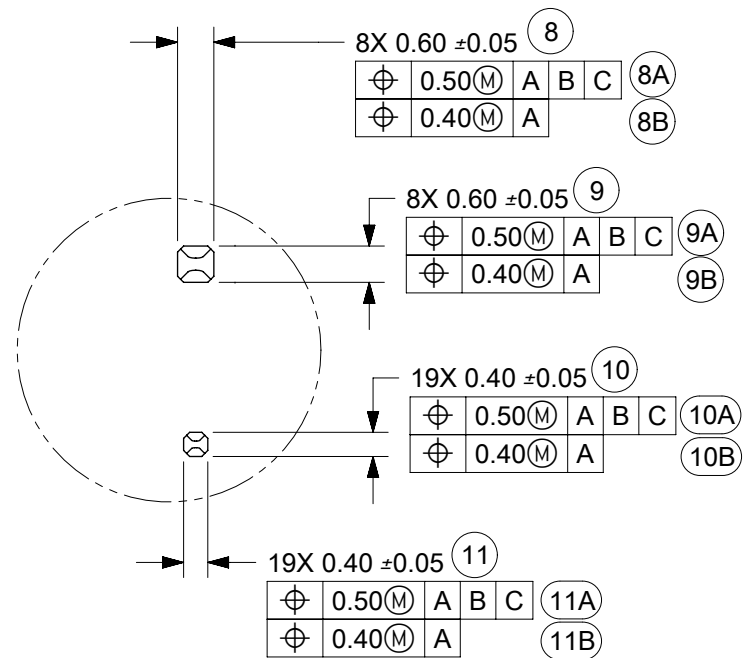 8X 0.60 ±0.05 8
⌖ 0.50Ⓜ A B C 8A
⌖ 0.40Ⓜ A 8B
8X 0.60 ±0.05 9
⌖ 0.50Ⓜ A B C 9A
⌖ 0.40Ⓜ A 9B
19X 0.40 ±0.05 10
⌖ 0.50Ⓜ A B C 10A
⌖ 0.40Ⓜ A 10B
19X 0.40 ±0.05 11
⌖ 0.50Ⓜ A B C 11A
⌖ 0.40Ⓜ A 11B